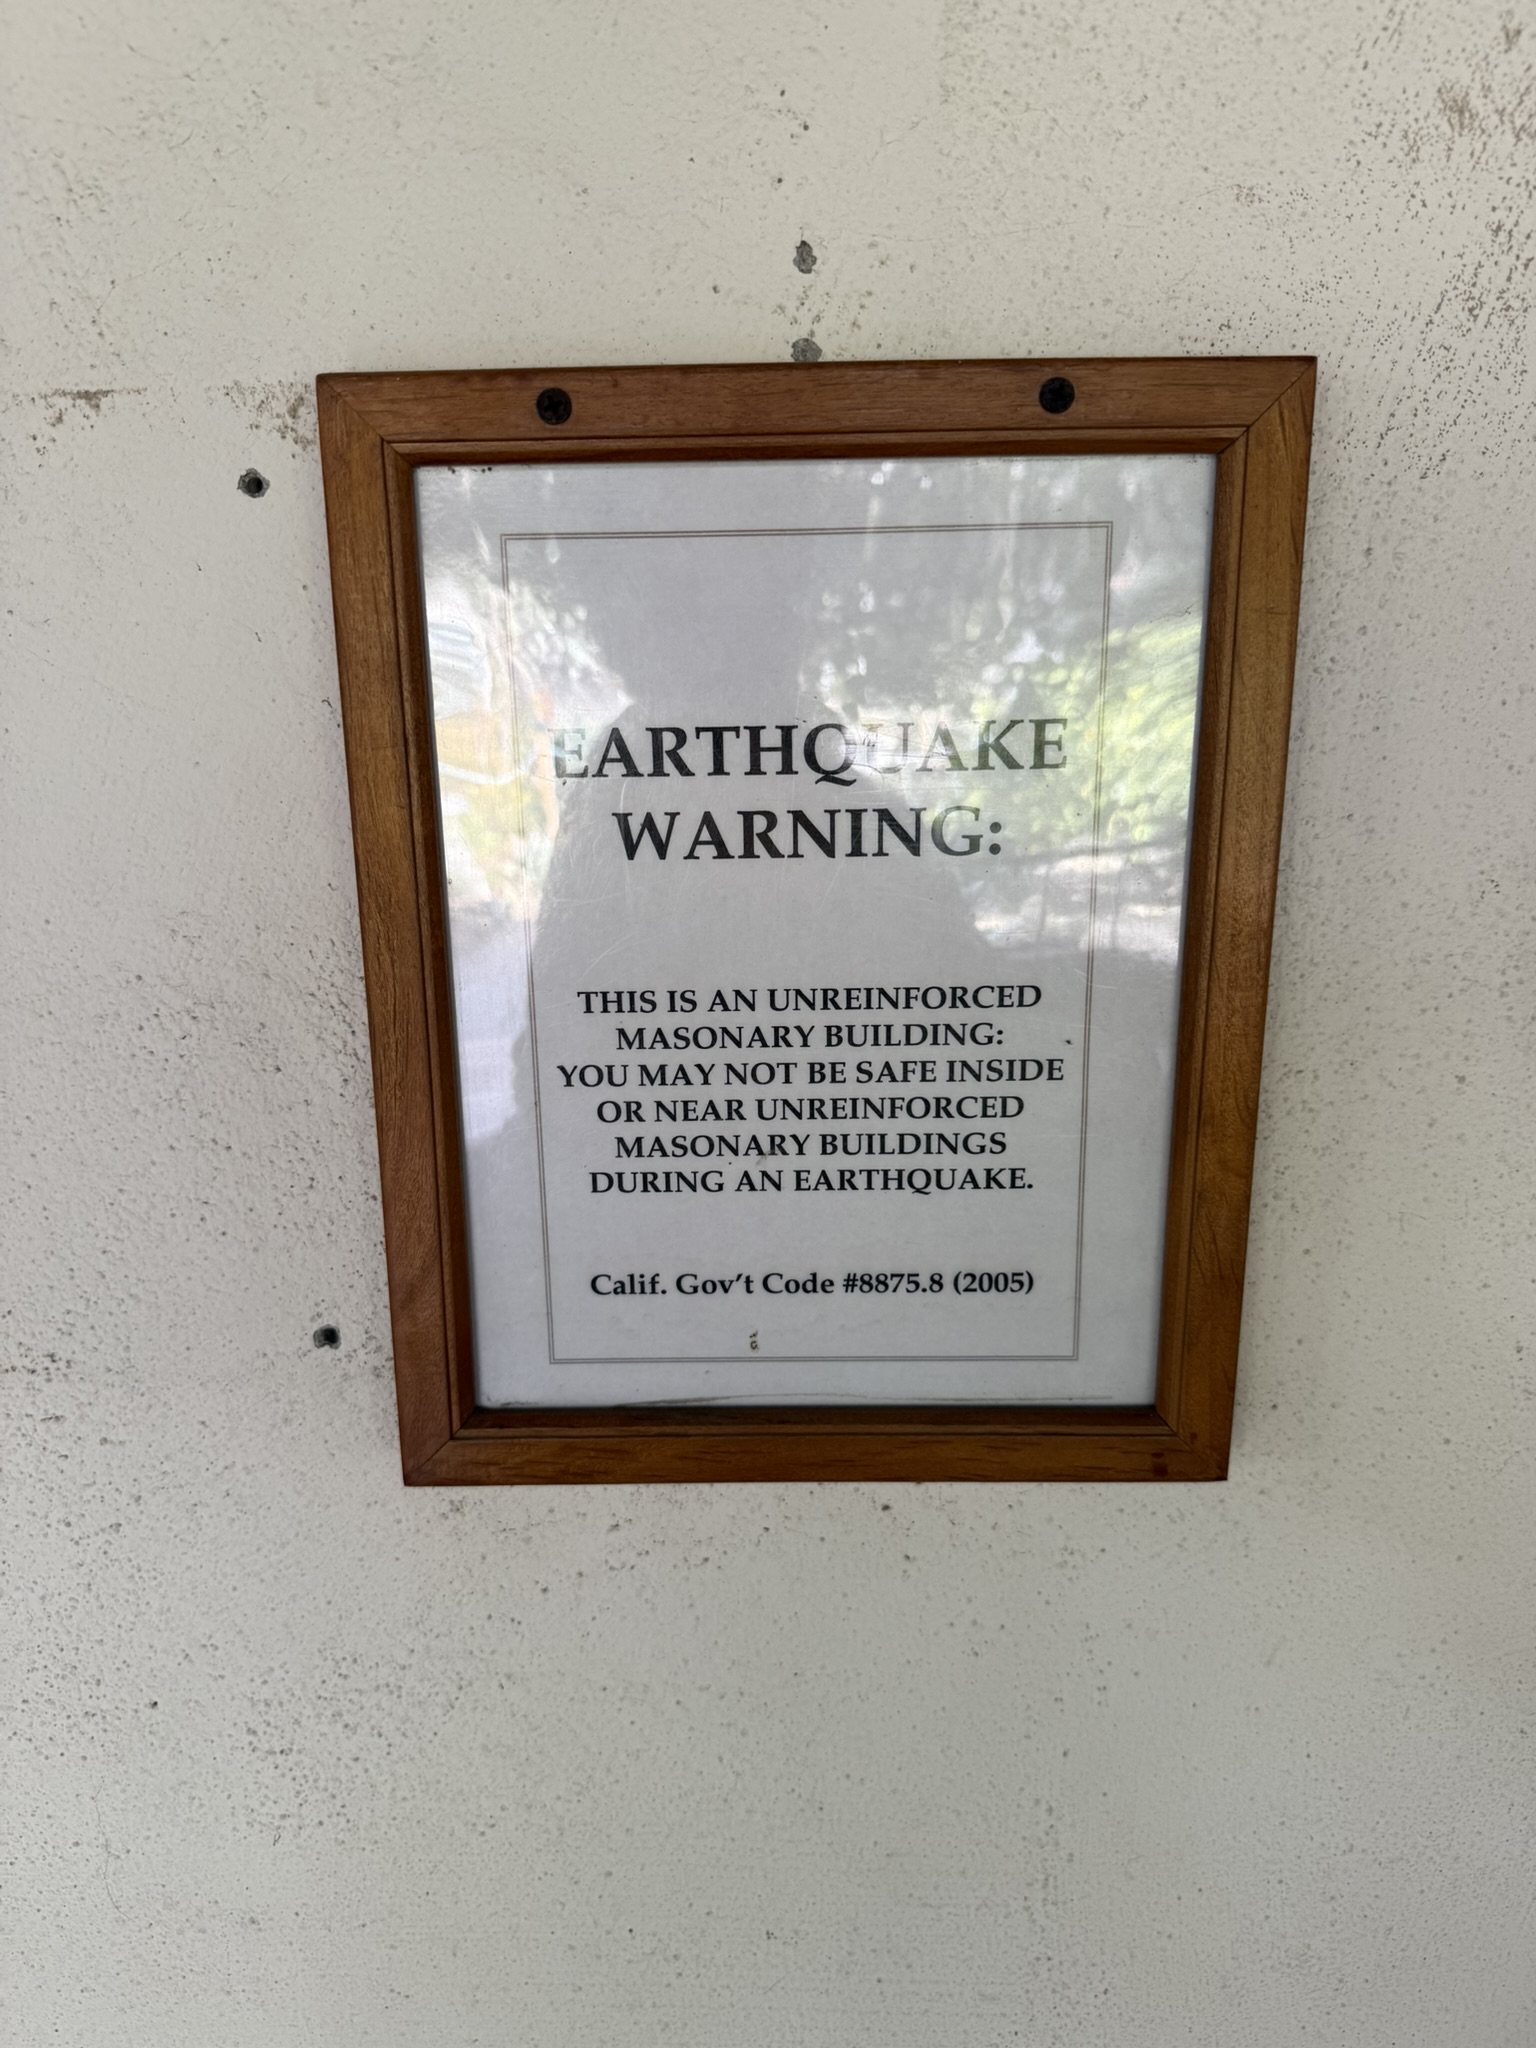 EARTHQUAKE
WARNING:
THIS IS AN UNREINFORCED
MASONARY BUILDING:
YOU MAY NOT BE SAFE INSIDE
OR NEAR UNREINFORCED
MASONARY BUILDINGS
DURING AN EARTHQUAKE.
Calif. Gov't Code #8875.8 (2005)